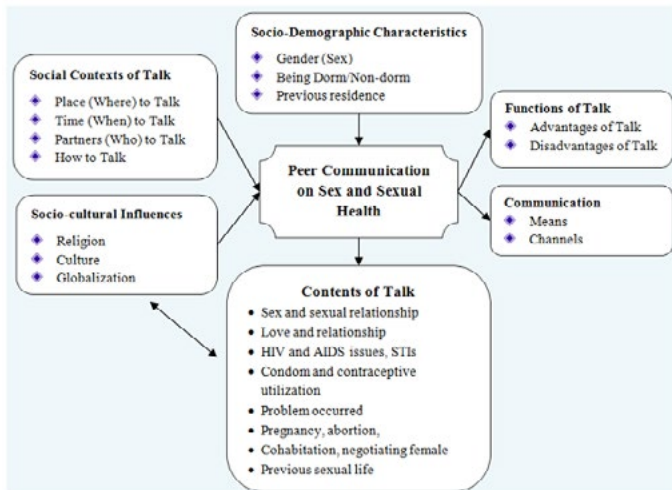 Socio-Demographic Characteristics
Gender (Sex)
Being Dorm/Non-dorm
Previous residence
Social Contexts of Talk
Place (Where) to Talk
Time (When) to Talk
Partners (Who) to Talk
How to Talk
Functions of Talk
Advantages of Talk
Disadvantages of Talk
Peer Communication
on Sex and Sexual
Health
Socio-cultural Influences
Religion
Culture
Globalization
Communication
Means
Channels
Contents of Talk
Sex and sexual relationship
Love and relationship
HIV and AIDS issues, STIs
Condom and contraceptive
utilization
Problem occurred
Pregnancy, abortion,
Cohabitation, negotiating female
Previous sexual life